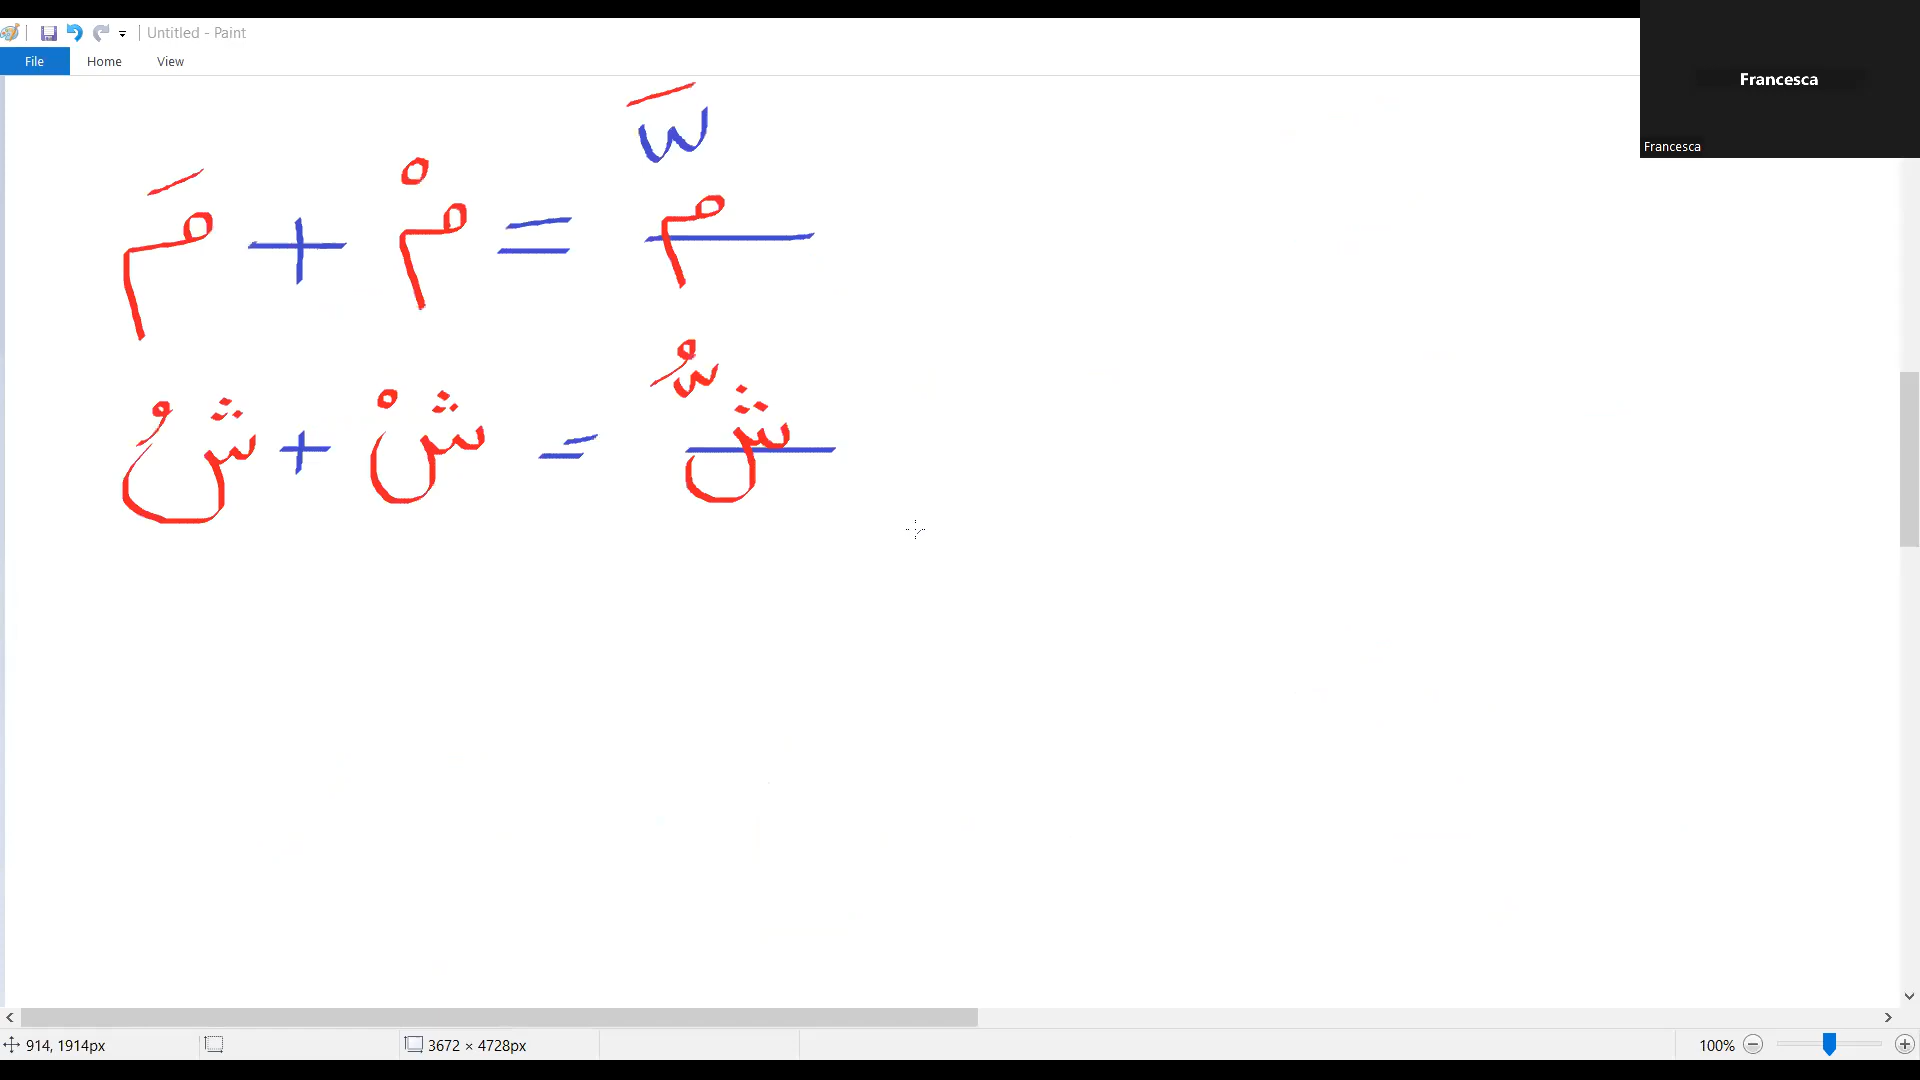 Untitled - Paint
File Home View
Francesca
Francesca
مَ + مْ = مَّ
شُ + شْ = شُّ
914, 1914px
3672 × 4728px
100%